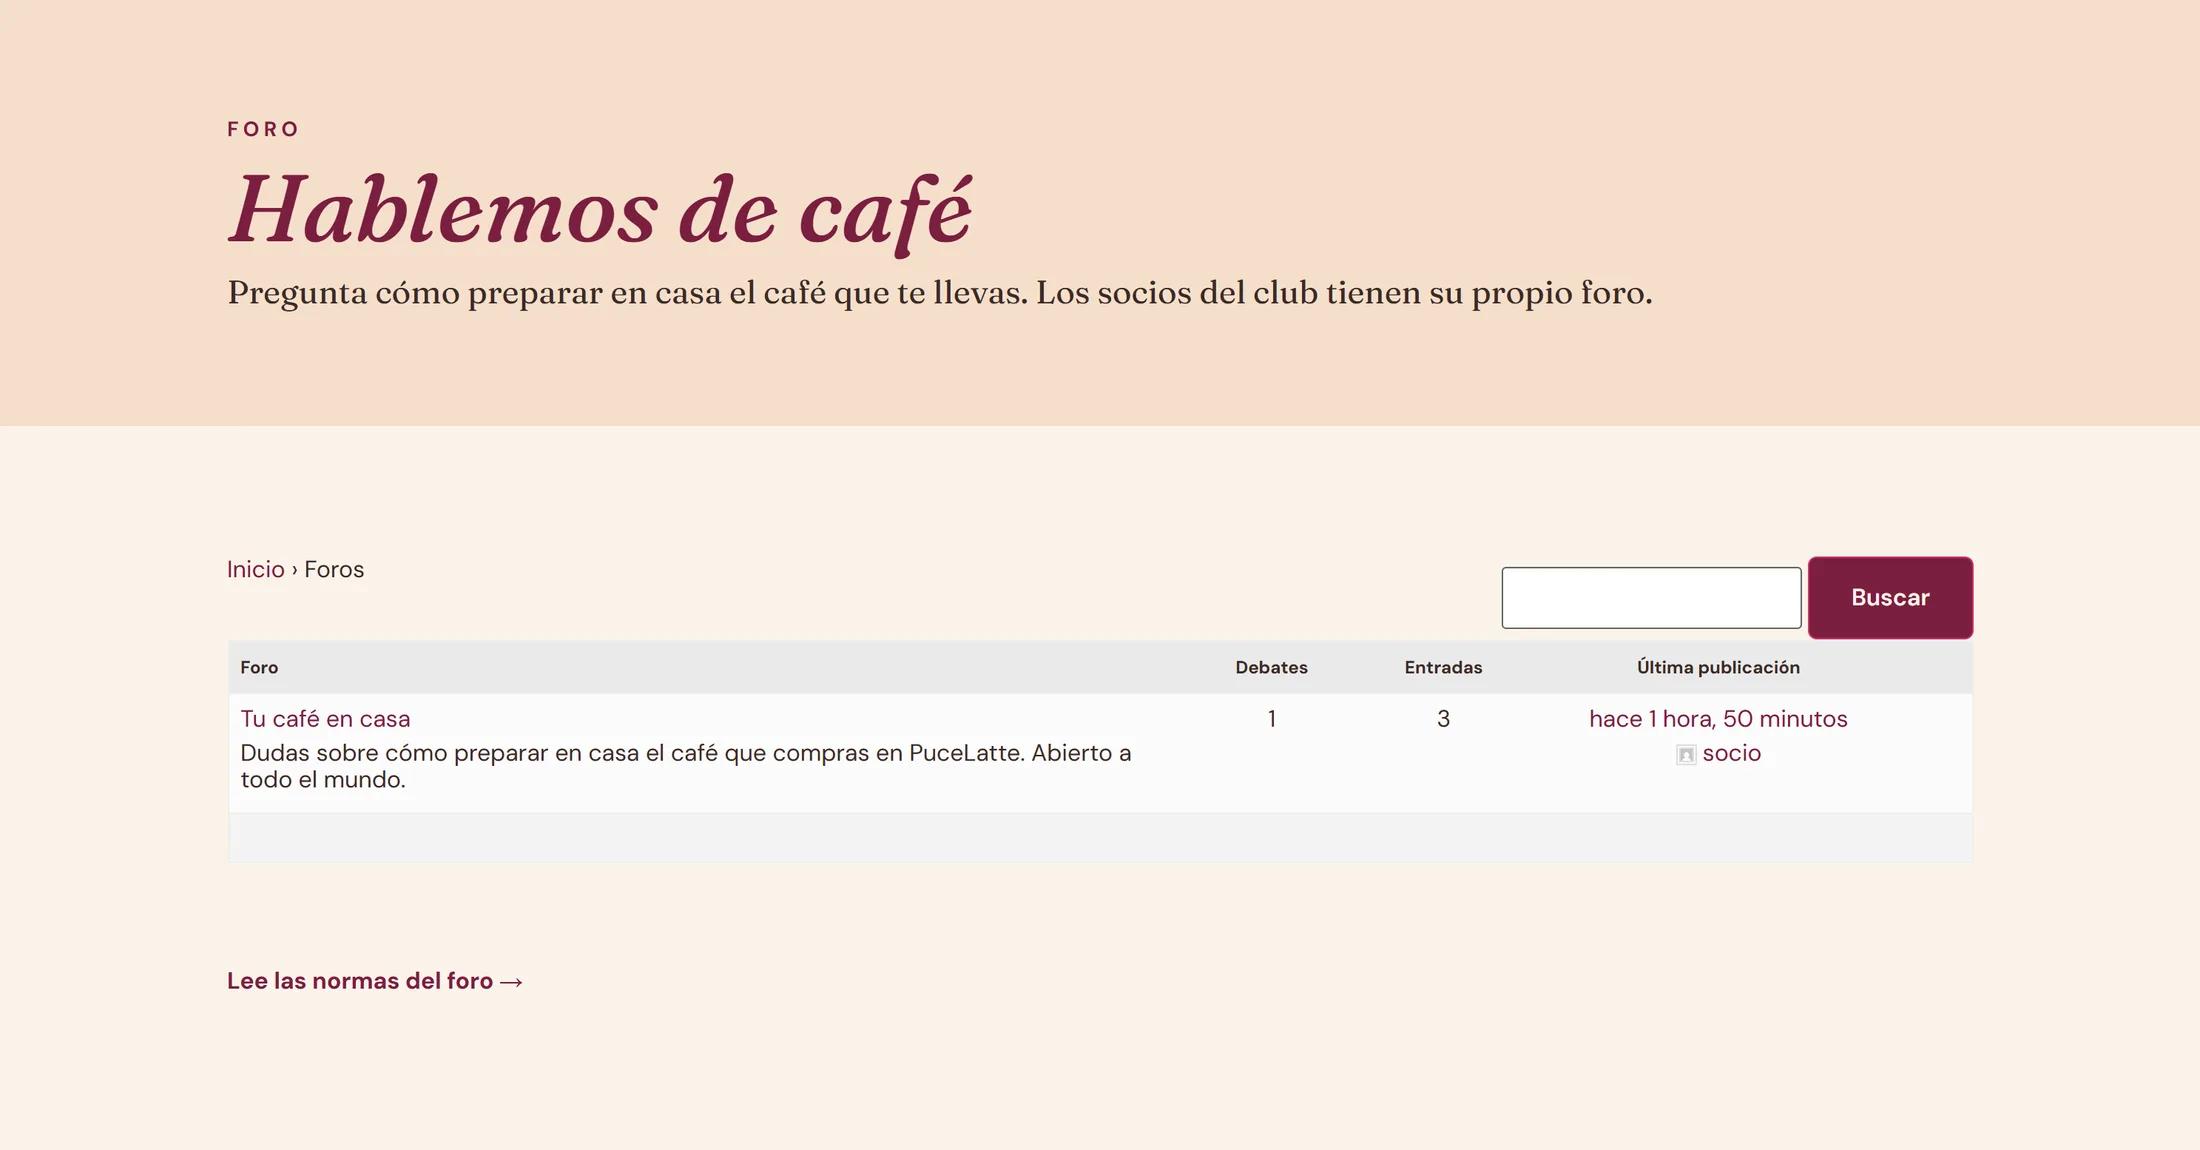 FORO
Hablemos de café
Pregunta cómo preparar en casa el café que te llevas. Los socios del club tienen su propio foro.
Inicio › Foros
Buscar
Foro Debates Entradas Última publicación
Tu café en casa 1 3 hace 1 hora, 50 minutos
Dudas sobre cómo preparar en casa el café que compras en PuceLatte. Abierto a socio
todo el mundo.
Lee las normas del foro →